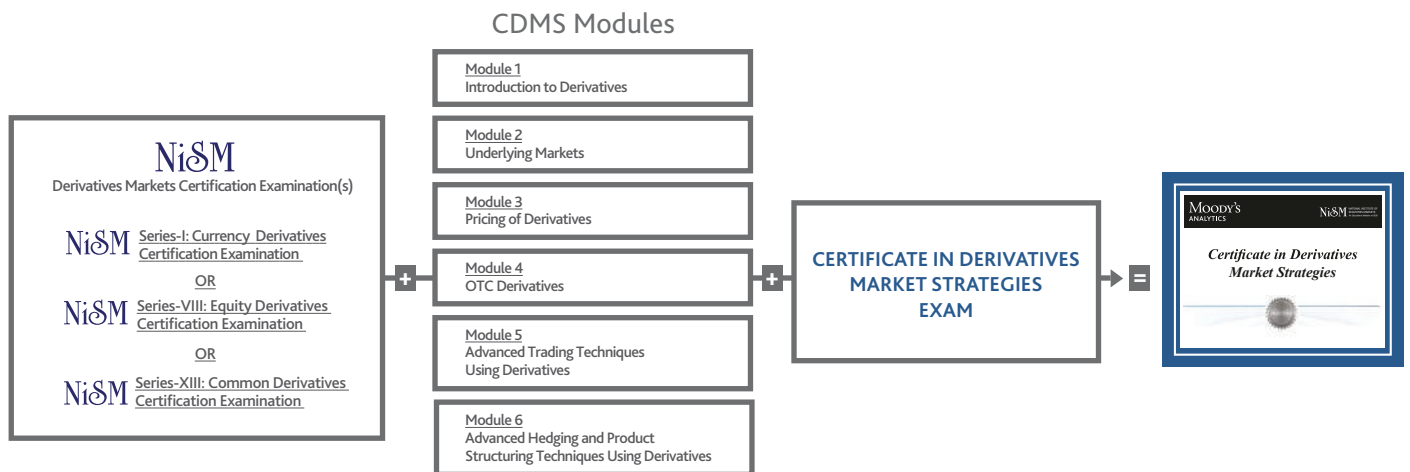 CDMS Modules
NiSM
Derivatives Markets Certification Examination(s)
NiSM Series-I: Currency Derivatives
Certification Examination
OR
NiSM Series-VIII: Equity Derivatives
Certification Examination
OR
NiSM Series-XIII: Common Derivatives
Certification Examination
+
Module 1
Introduction to Derivatives
Module 2
Underlying Markets
Module 3
Pricing of Derivatives
Module 4
OTC Derivatives
Module 5
Advanced Trading Techniques
Using Derivatives
Module 6
Advanced Hedging and Product
Structuring Techniques Using Derivatives
+
CERTIFICATE IN DERIVATIVES
MARKET STRATEGIES
EXAM
=
MOODY'S
ANALYTICS
NiSM
Certificate in Derivatives
Market Strategies